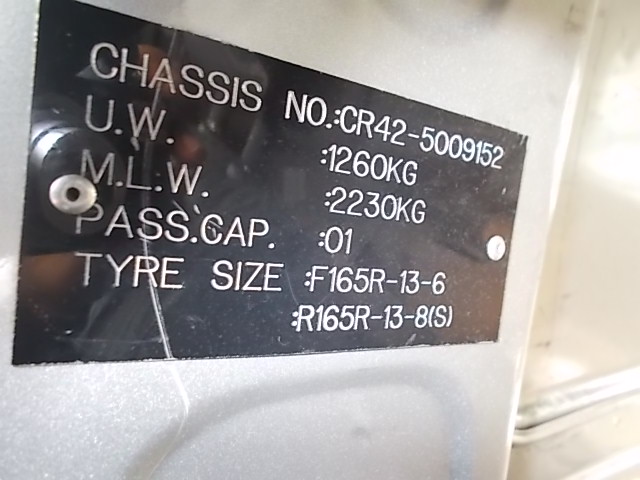 CHASSIS NO.:CR42-5009152
U.W. :1260KG
M.L.W. :2230KG
PASS.CAP. :01
TYRE SIZE :F165R-13-6
:R165R-13-8(S)